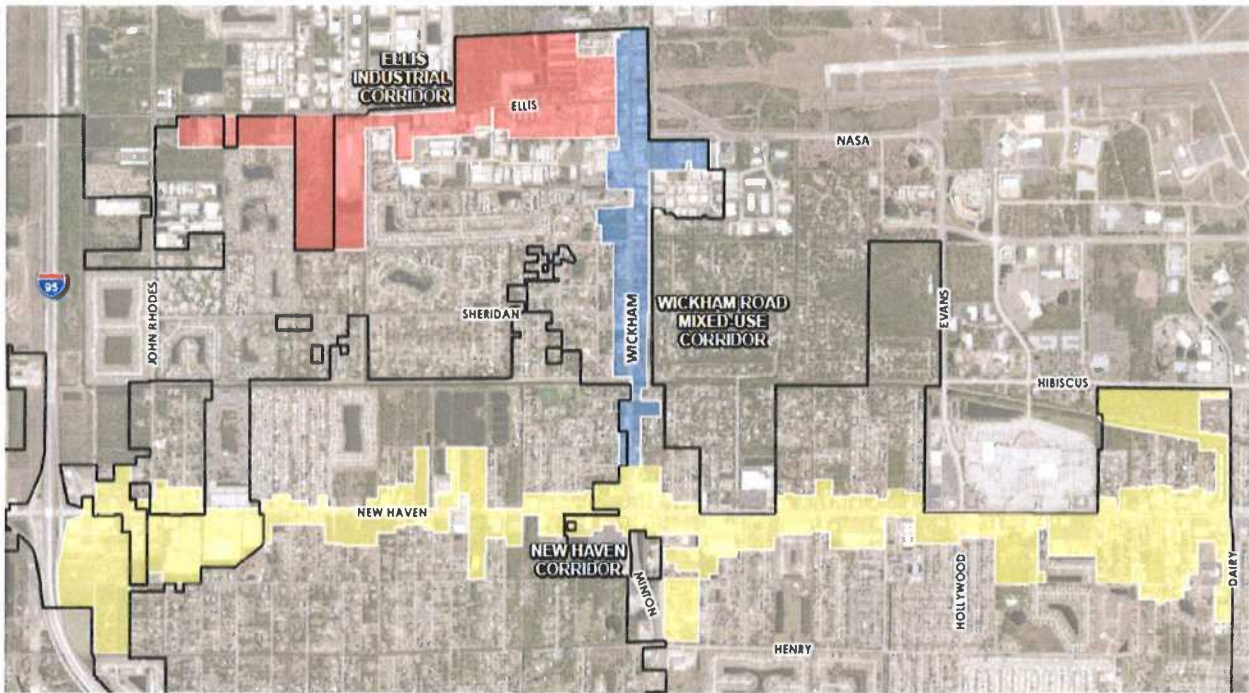 ELLIS
INDUSTRIAL
CORRIDOR
ELLIS
NASA
95
JOHN RHODES
SHERIDAN
WICKHAM
WICKHAM ROAD
MIXED-USE
CORRIDOR
EVANS
HIBISCUS
NEW HAVEN
NEW HAVEN
CORRIDOR
MINTON
HOLLYWOOD
DAIRY
HENRY